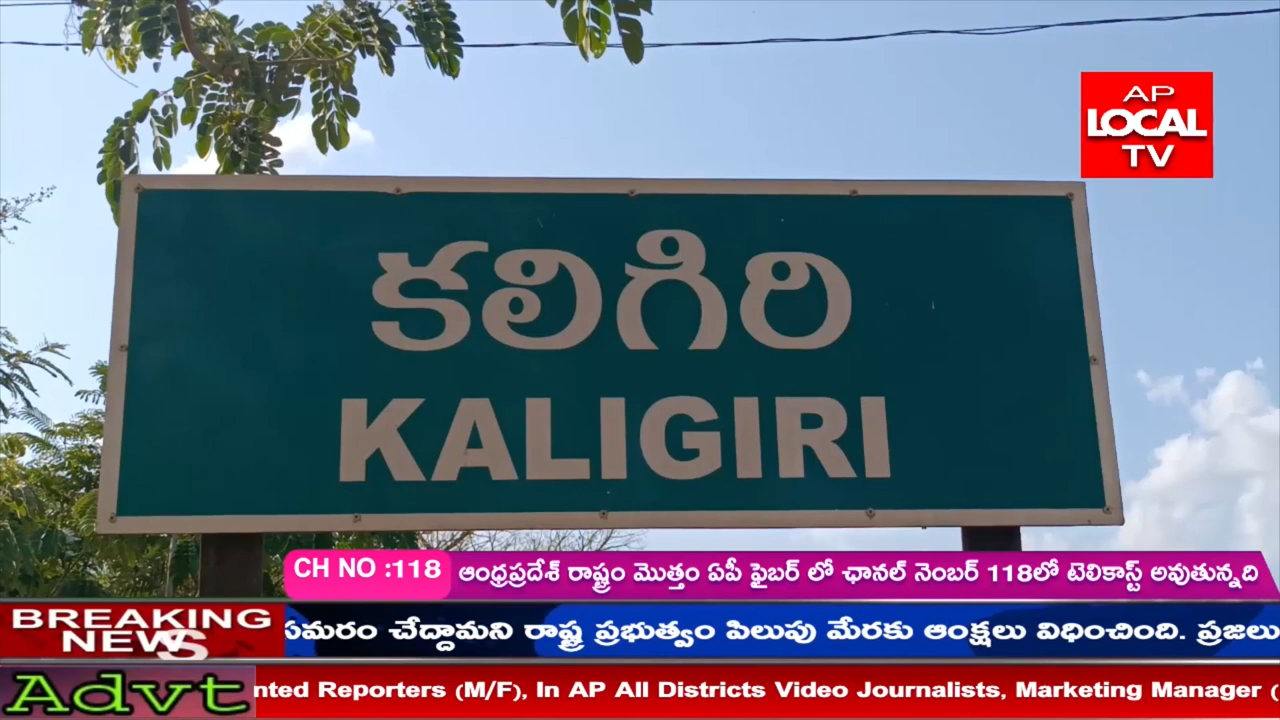 AP
LOCAL
TV
కలిగిరి
KALIGIRI
CH NO :118 ఆంధ్రప్రదేశ్ రాష్ట్రం మొత్తం ఏపీ ఫైబర్ లో ఛానల్ నెంబర్ 118లో టెలికాస్ట్ అవుతున్నది
BREAKING
NEWS
సమరం చేద్దామని రాష్ట్ర ప్రభుత్వం పిలుపు మేరకు ఆంక్షలు విధించింది. ప్రజలు
Advt nted Reporters (M/F), In AP All Districts Video Journalists, Marketing Manager (